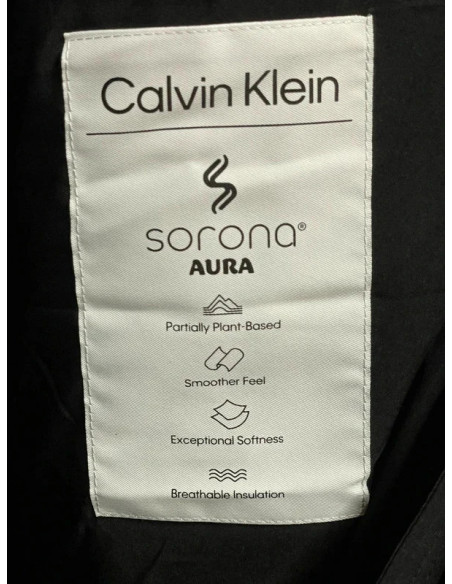 Calvin Klein
sorona®
AURA
Partially Plant-Based
Smoother Feel
Exceptional Softness
Breathable Insulation